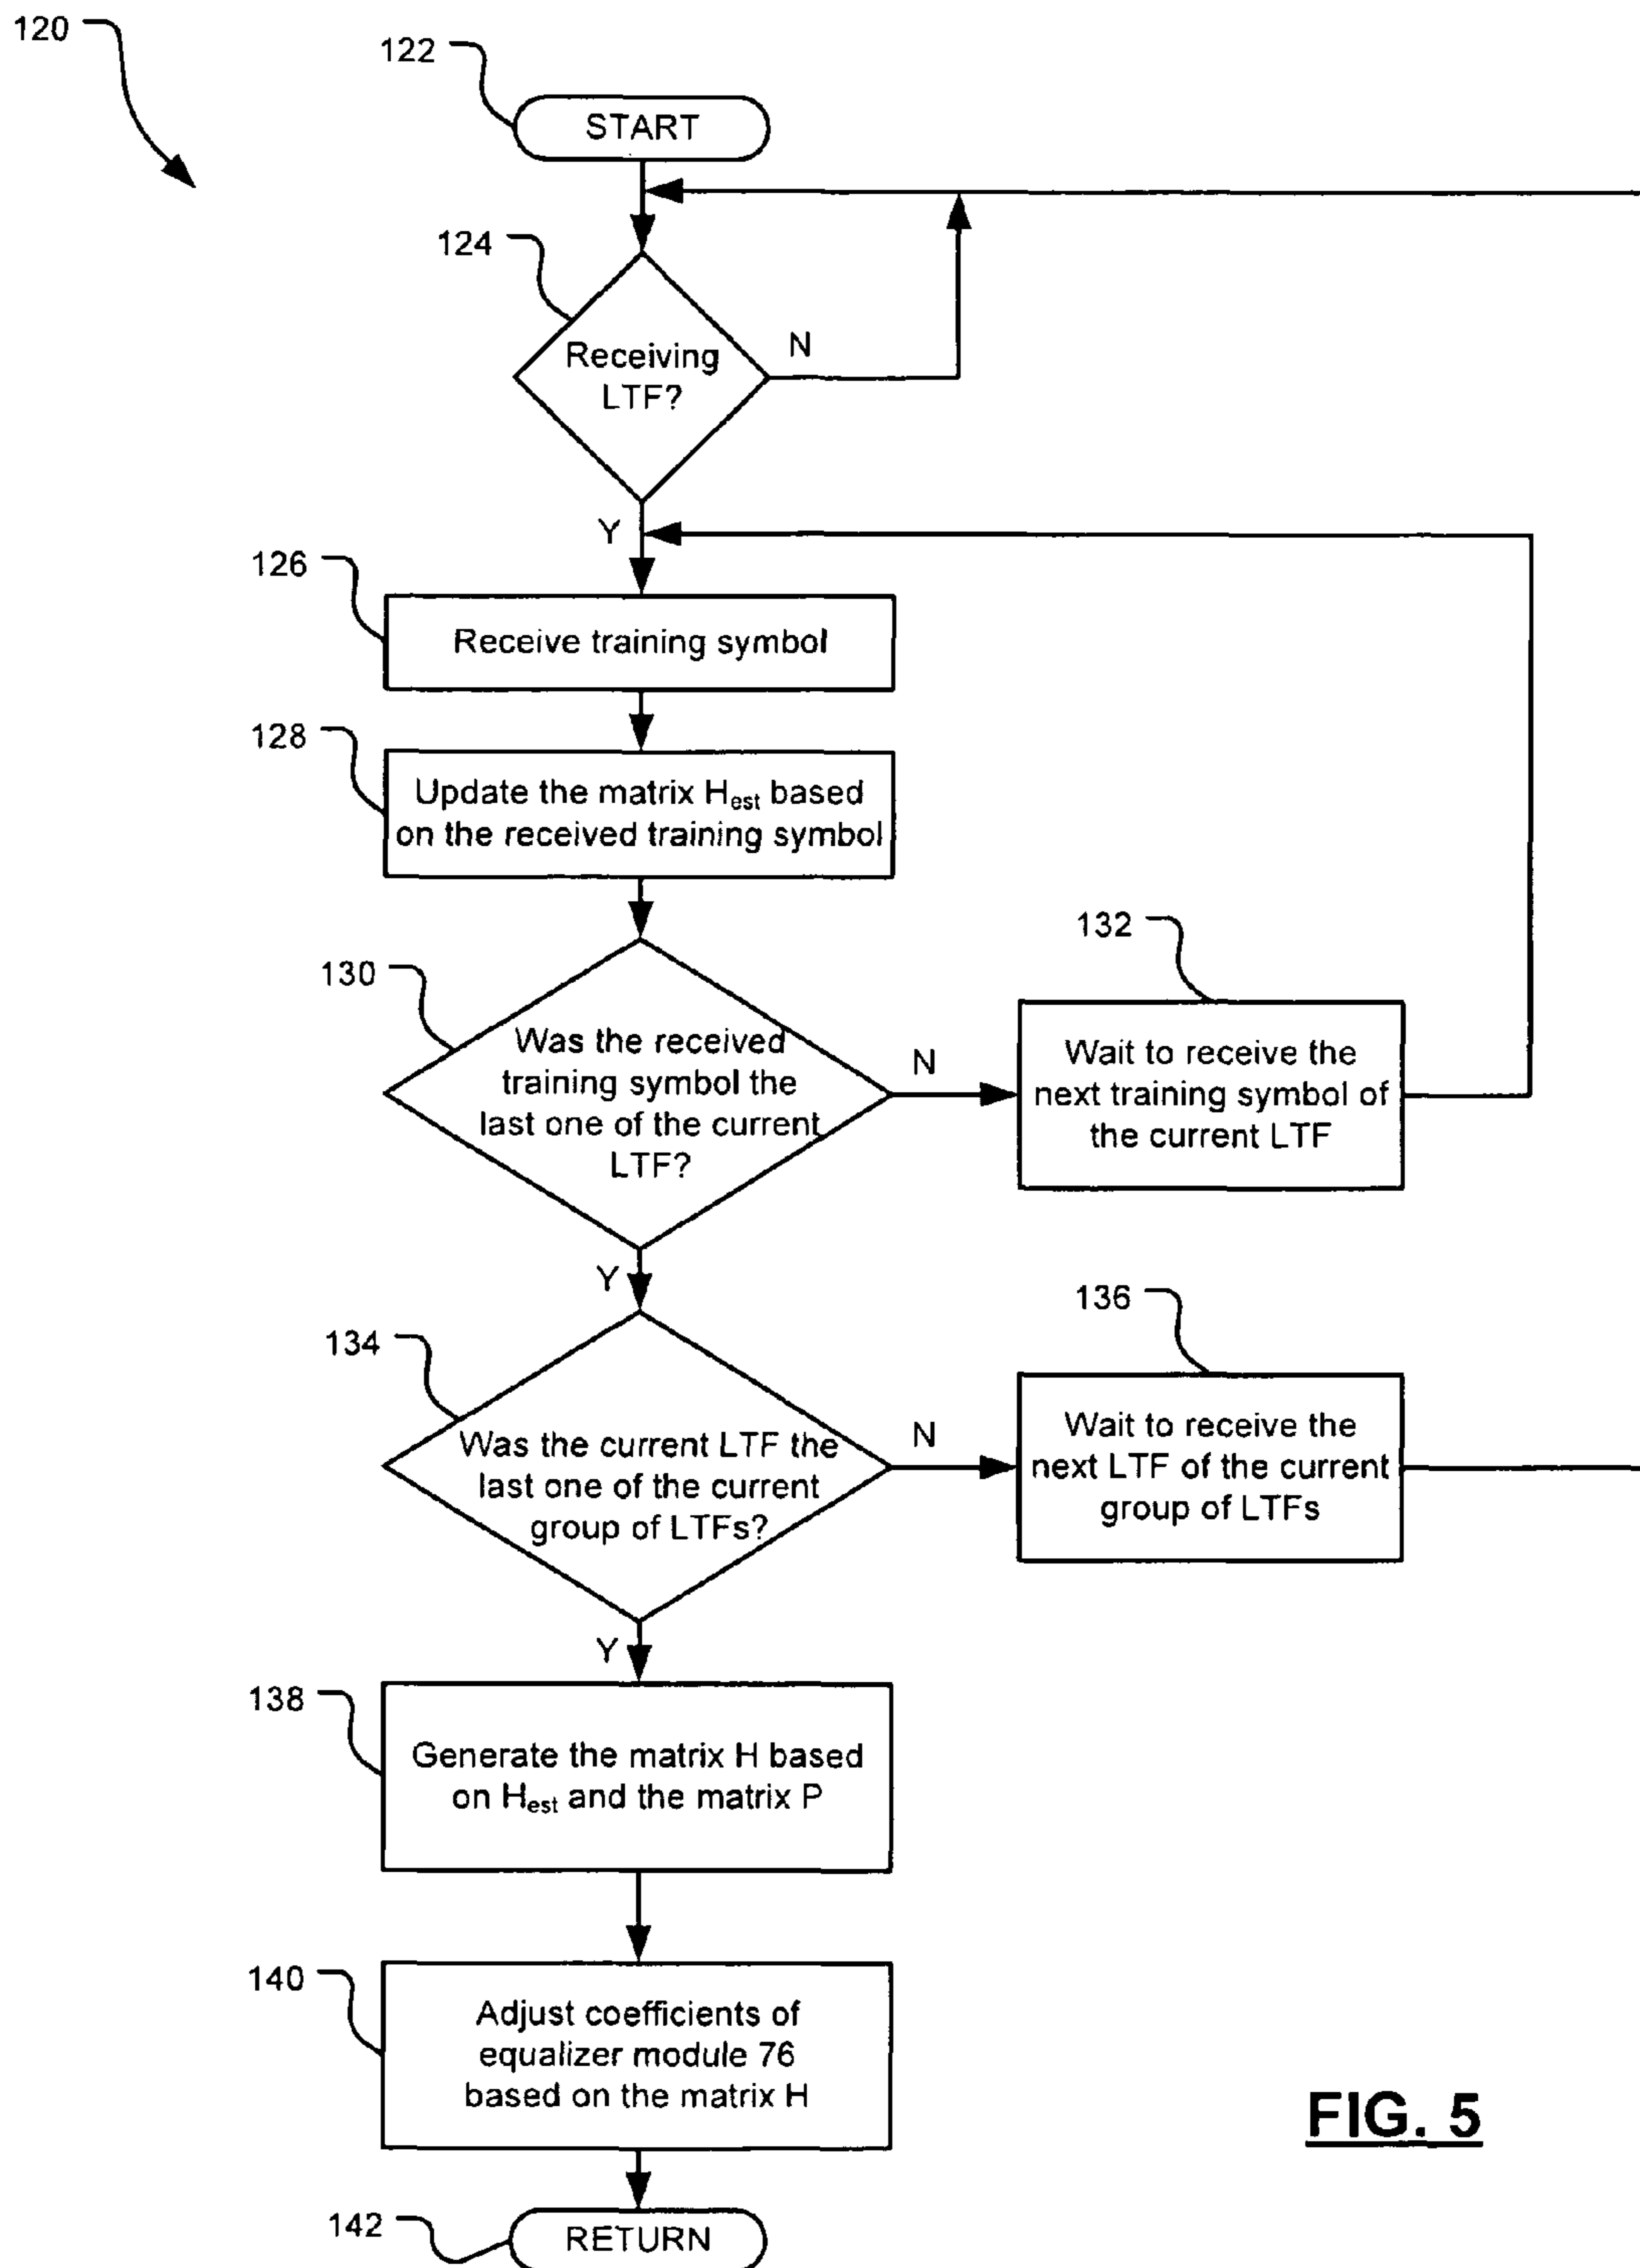 120
122
START
124
Receiving
LTF?
N
Y
126
Receive training symbol
128
Update the matrix Hest based
on the received training symbol
130
Was the received
training symbol the
last one of the current
LTF?
N
132
Wait to receive the
next training symbol of
the current LTF
Y
134
Was the current LTF the
last one of the current
group of LTFs?
N
136
Wait to receive the
next LTF of the current
group of LTFs
Y
138
Generate the matrix H based
on Hest and the matrix P
140
Adjust coefficients of
equalizer module 76
based on the matrix H
142
RETURN
FIG. 5